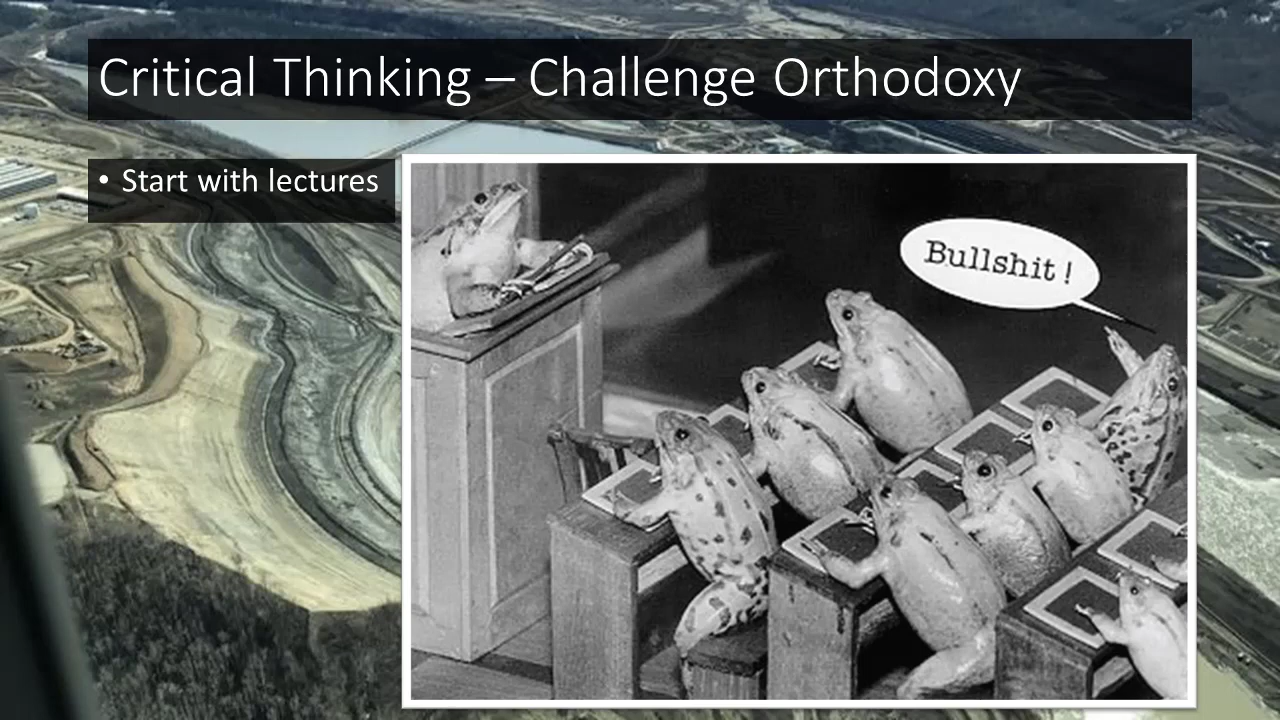 Critical Thinking – Challenge Orthodoxy
• Start with lectures
Bullshit !